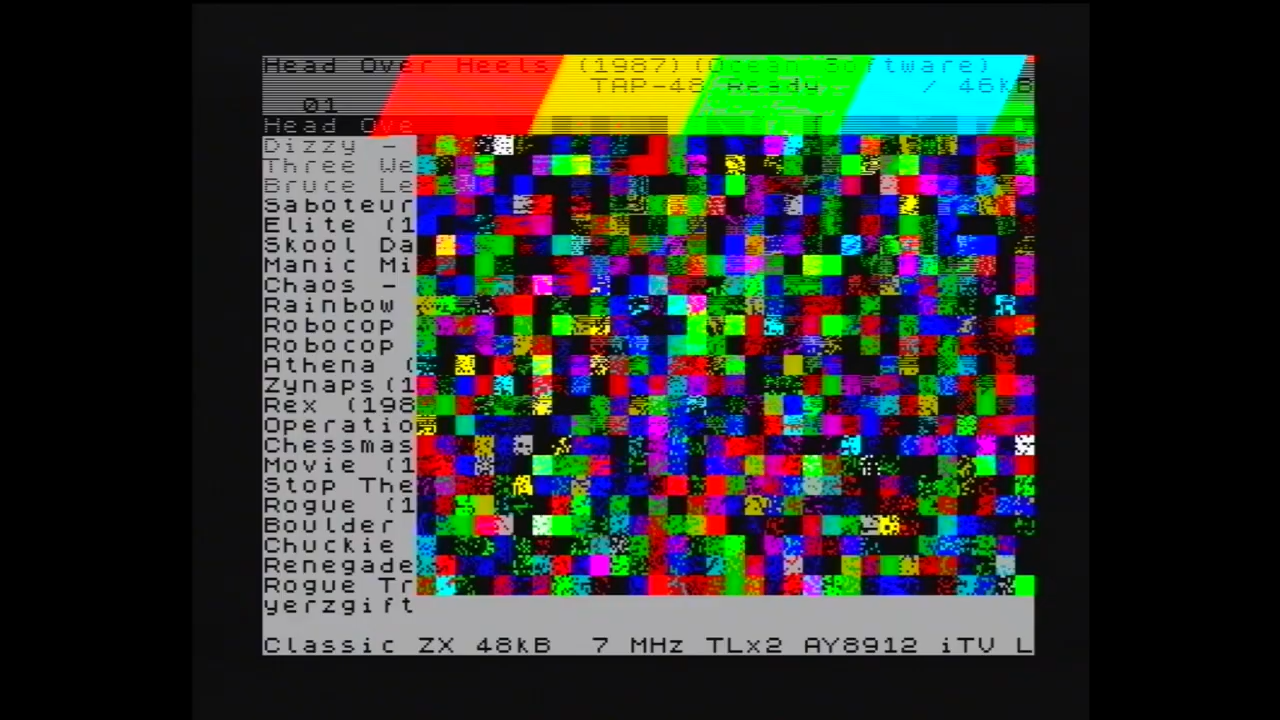 Head Over Heels (1987)(Ocean Software)
TAP-48 Ready / 46kB
01
Head Ove
Dizzy -
Three We
Bruce Le
Saboteur
Elite (1
Skool Da
Manic Mi
Chaos -
Rainbow
Robocop
Robocop
Athena (
Zynaps(1
Rex (198
Operatio
Chessmas
Movie (1
Stop The
Rogue (1
Boulder
Chuckie
Renegade
Rogue Tr
yerzgift
Classic ZX 48kB 7 MHz TLx2 AY8912 iTV L